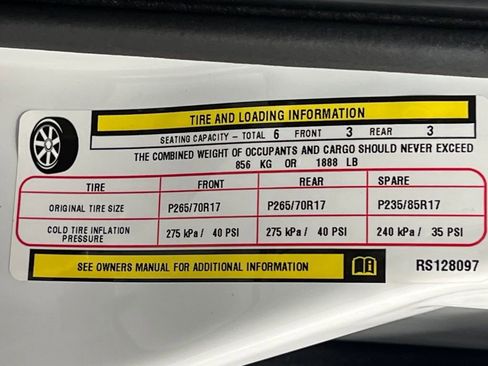 TIRE AND LOADING INFORMATION
SEATING CAPACITY – TOTAL 6 FRONT 3 REAR 3
THE COMBINED WEIGHT OF OCCUPANTS AND CARGO SHOULD NEVER EXCEED
856 KG OR 1888 LB
TIRE FRONT REAR SPARE
ORIGINAL TIRE SIZE P265/70R17 P265/70R17 P235/85R17
COLD TIRE INFLATION PRESSURE 275 kPa / 40 PSI 275 kPa / 40 PSI 240 kPa / 35 PSI
SEE OWNERS MANUAL FOR ADDITIONAL INFORMATION RS128097